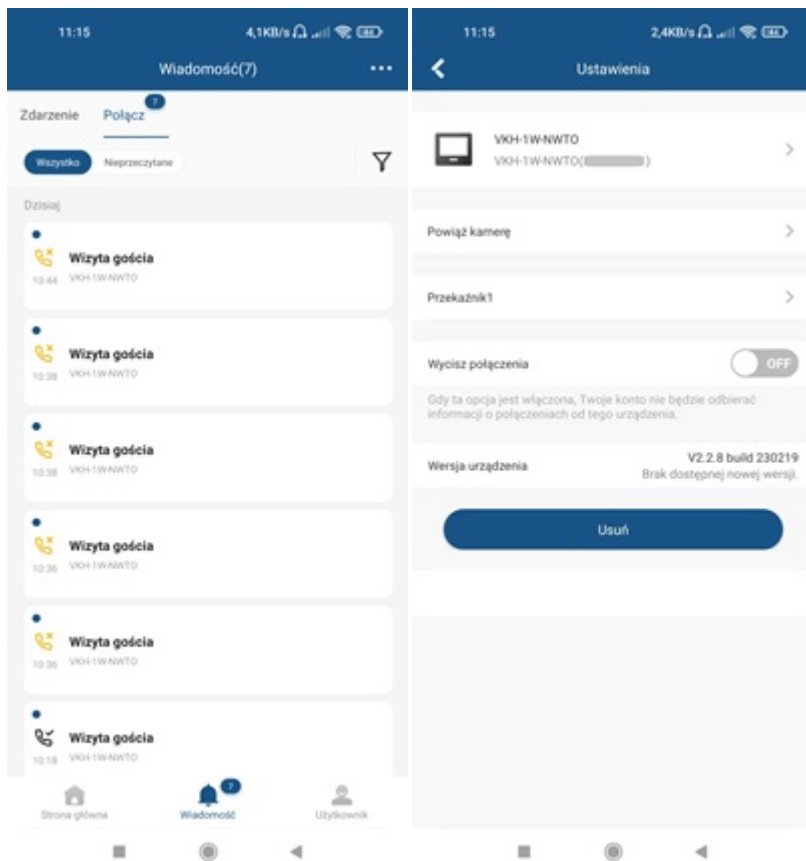 11:15
4,1KB/s
Wiadomość(7)
Zdarzenie
Połącz
7
Wszystko
Nieprzeczytane
Dzisiaj
Wizyta gościa
10:44 VKH-1W-NWTO
Wizyta gościa
10:38 VKH-1W-NWTO
Wizyta gościa
10:38 VKH-1W-NWTO
Wizyta gościa
10:36 VKH-1W-NWTO
Wizyta gościa
10:36 VKH-1W-NWTO
Wizyta gościa
10:18 VKH-1W-NWTO
7
Strona główna
Wiadomość
Użytkownik
11:15
2,4KB/s
Ustawienia
VKH-1W-NWTO
VKH-1W-NWTO( )
Powiąż kamerę
Przekaźnik1
Wycisz połączenia
OFF
Gdy ta opcja jest włączona, Twoje konto nie będzie odbierać
informacji o połączeniach od tego urządzenia.
Wersja urządzenia
V2.2.8 build 230219
Brak dostępnej nowej wersji.
Usuń